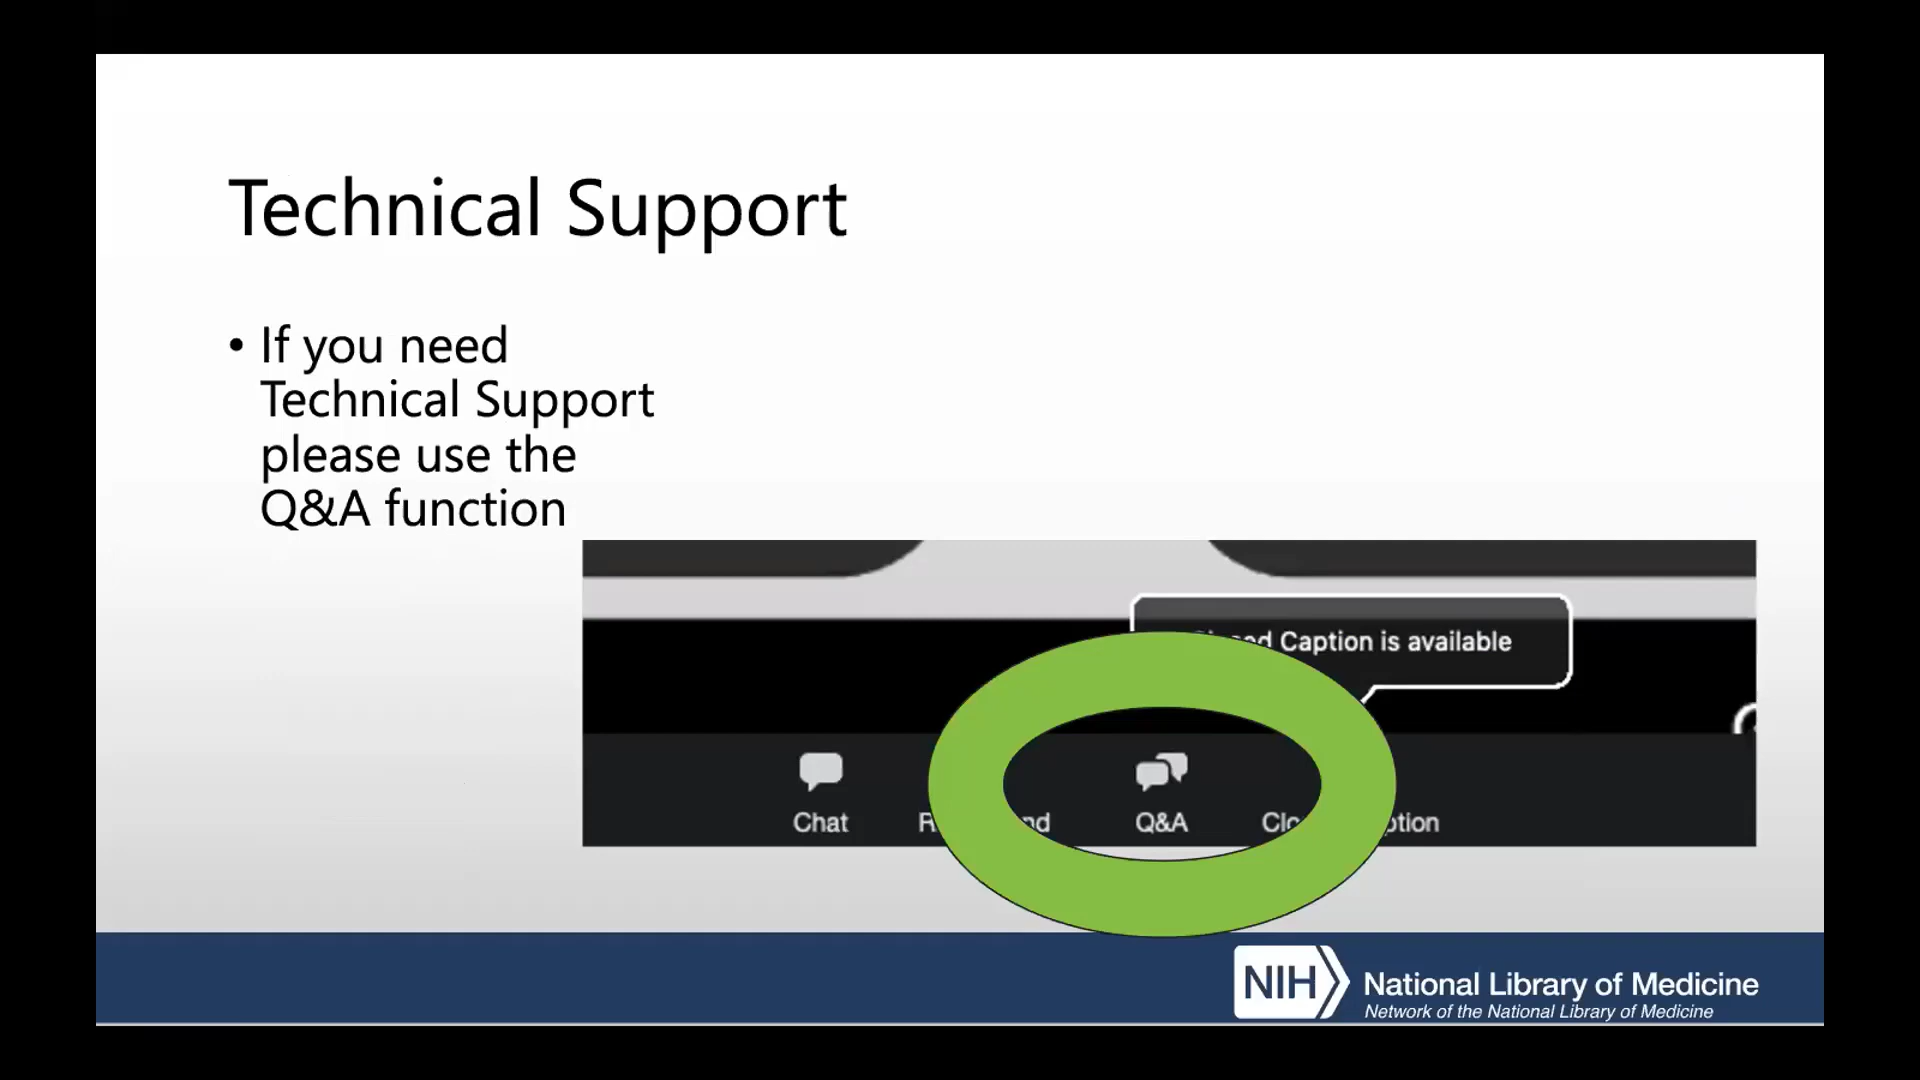 Technical Support
• If you need
Technical Support
please use the
Q&A function
Caption is available
Chat
Q&A
NIH
National Library of Medicine
Network of the National Library of Medicine